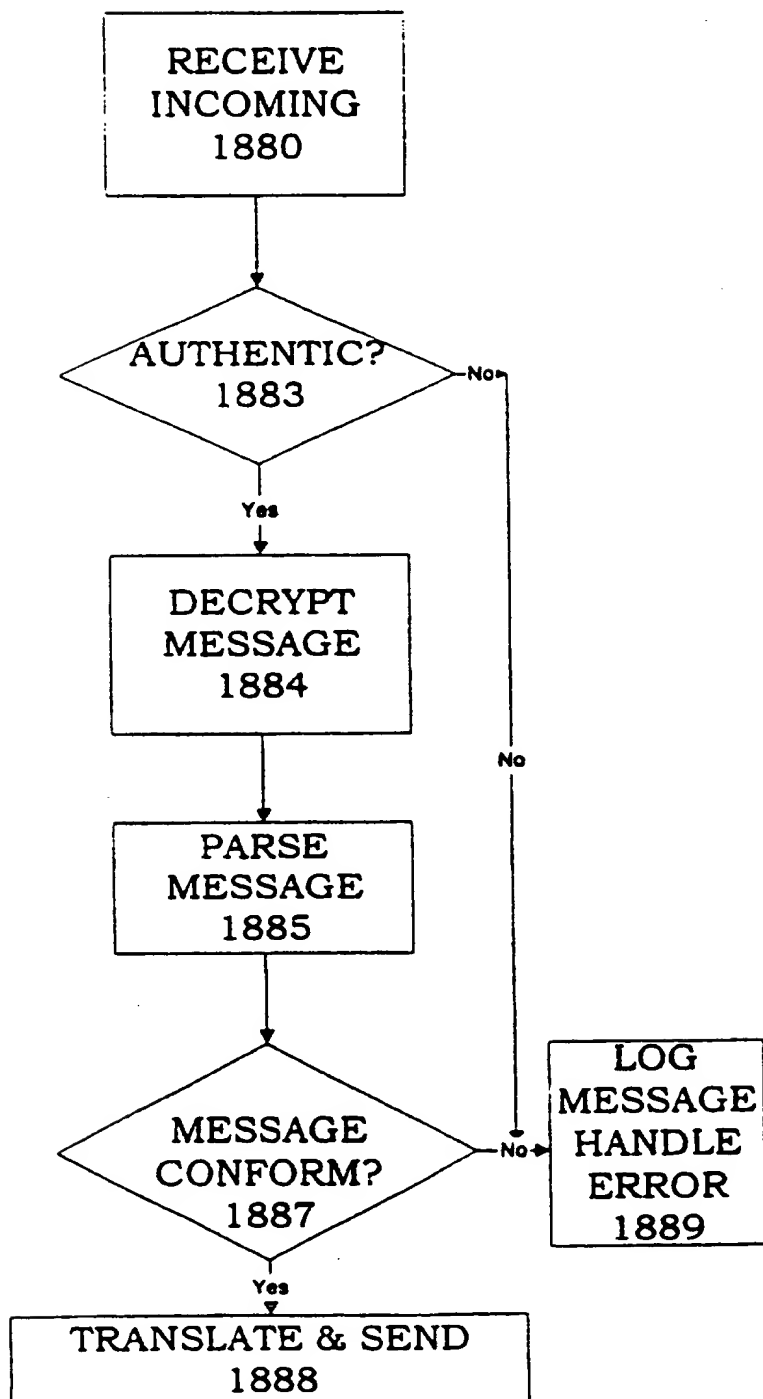 RECEIVE
INCOMING
1880
AUTHENTIC?
1883
No
Yes
DECRYPT
MESSAGE
1884
No
PARSE
MESSAGE
1885
MESSAGE
CONFORM?
1887
No
LOG
MESSAGE
HANDLE
ERROR
1889
Yes
TRANSLATE & SEND
1888